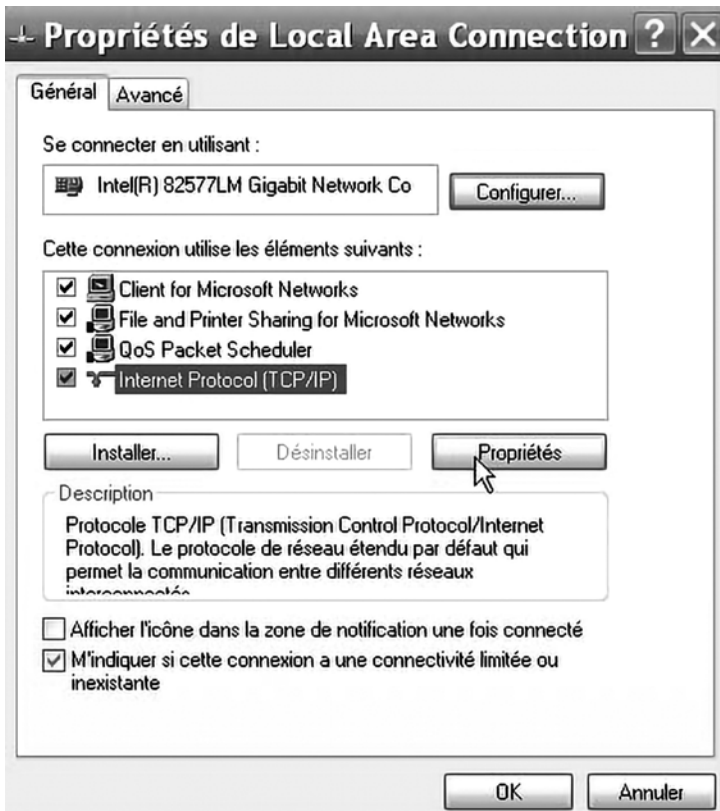 Propriétés de Local Area Connection
Général
Avancé
Se connecter en utilisant :
Intel(R) 82577LM Gigabit Network Co
Configurer...
Cette connexion utilise les éléments suivants :
Client for Microsoft Networks
File and Printer Sharing for Microsoft Networks
QoS Packet Scheduler
Internet Protocol (TCP/IP)
Installer...
Désinstaller
Propriétés
Description
Protocole TCP/IP (Transmission Control Protocol/Internet
Protocol). Le protocole de réseau étendu par défaut qui
permet la communication entre différents réseaux
interconnectés
Afficher l'icône dans la zone de notification une fois connecté
M'indiquer si cette connexion a une connectivité limitée ou
inexistante
OK
Annuler